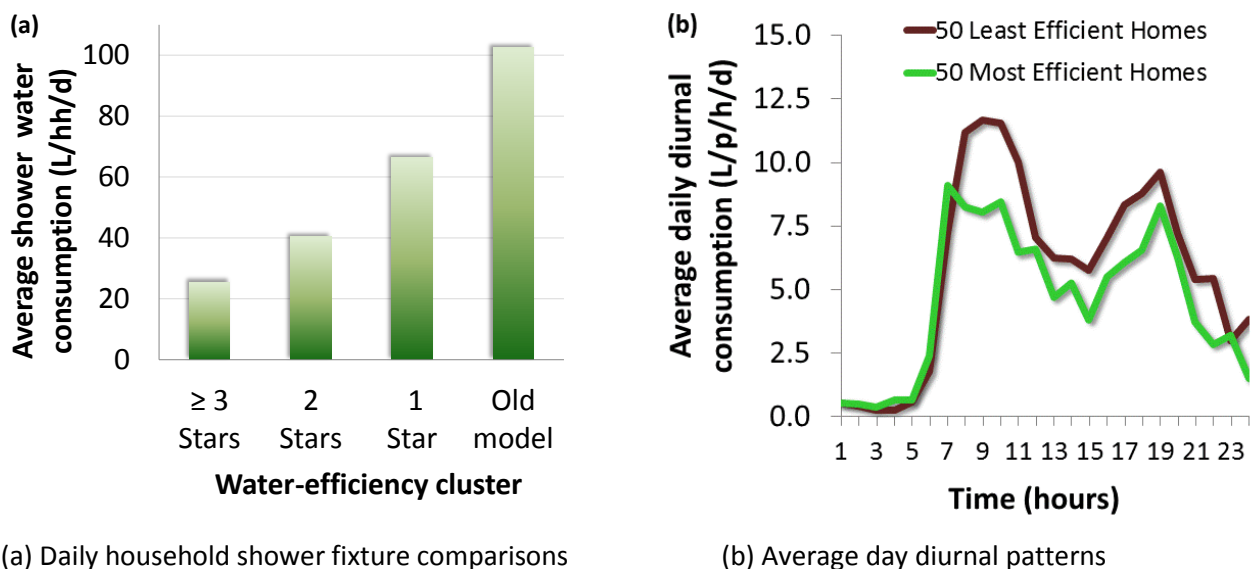 (a)
Average shower water
consumption (L/hh/d)
100
80
60
40
20
0
≥ 3
Stars
2
Stars
1
Star
Old
model
Water-efficiency cluster
(a) Daily household shower fixture comparisons
(b)
50 Least Efficient Homes
50 Most Efficient Homes
Average daily diurnal
consumption (L/p/h/d)
15.0
12.5
10.0
7.5
5.0
2.5
0.0
1 3 5 7 9 11 13 15 17 19 21 23
Time (hours)
(b) Average day diurnal patterns